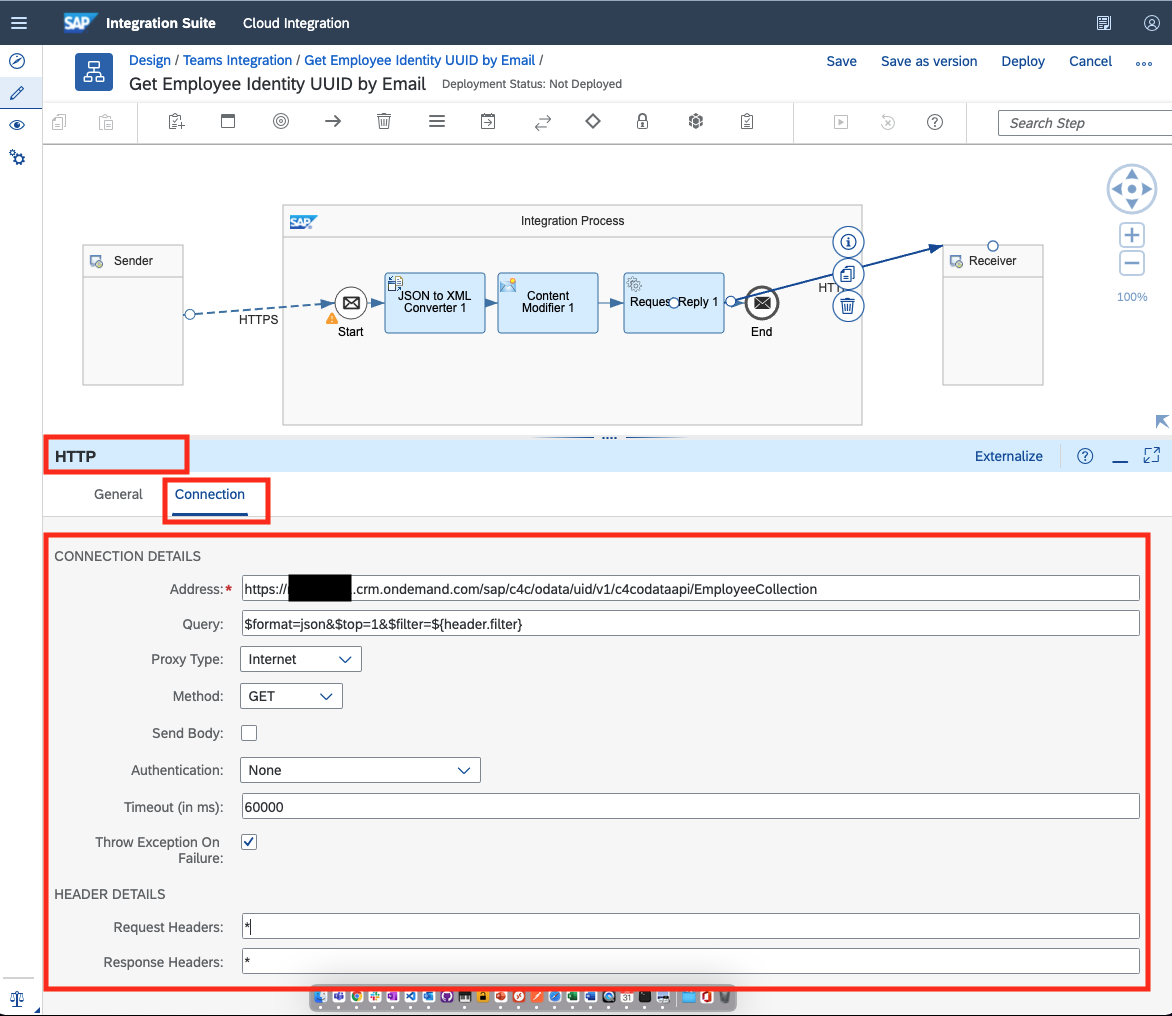 SAP Integration Suite Cloud Integration
Design / Teams Integration / Get Employee Identity UUID by Email /
Get Employee Identity UUID by Email Deployment Status: Not Deployed
Save Save as version Deploy Cancel
Search Step
SAP Integration Process
Sender
Receiver
HTTPS
Start
JSON to XML
Converter 1
Content
Modifier 1
Reques Reply 1
HTT
End
100%
HTTP
Externalize
General Connection
CONNECTION DETAILS
Address:* https:// .crm.ondemand.com/sap/c4c/odata/uid/v1/c4codataapi/EmployeeCollection
Query: $format=json&$top=1&$filter=${header.filter}
Proxy Type: Internet
Method: GET
Send Body:
Authentication: None
Timeout (in ms): 60000
Throw Exception On
Failure:
HEADER DETAILS
Request Headers: *
Response Headers: *
31